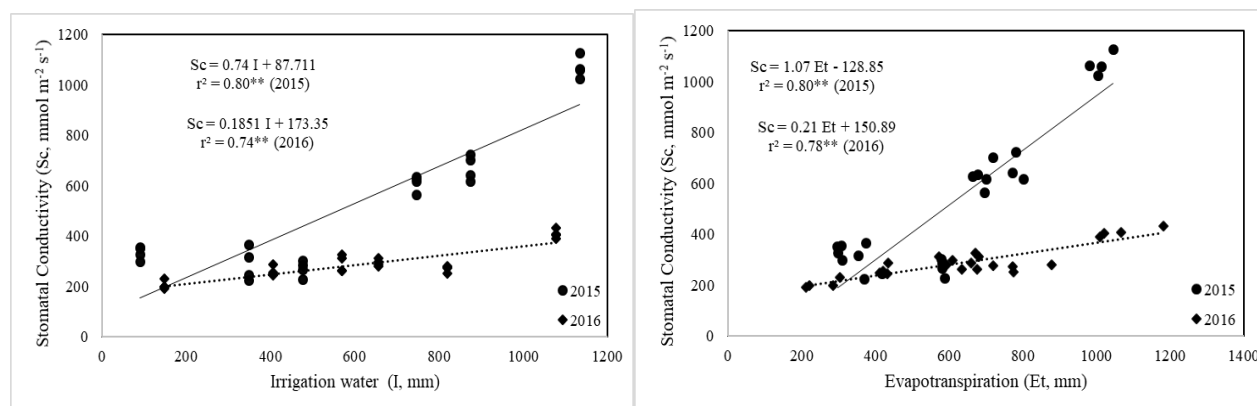 Stomatal Conductivity (Sc, mmol m⁻² s⁻¹)
1200
1000
800
600
400
200
0
Sc = 0.74 I + 87.711
r² = 0.80** (2015)
Sc = 0.1851 I + 173.35
r² = 0.74** (2016)
2015
2016
0 200 400 600 800 1000 1200
Irrigation water (I, mm)
Stomatal Conductivity (Sc, mmol m⁻² s⁻¹)
1200
1000
800
600
400
200
0
Sc = 1.07 Et - 128.85
r² = 0.80** (2015)
Sc = 0.21 Et + 150.89
r² = 0.78** (2016)
2015
2016
0 200 400 600 800 1000 1200 1400
Evapotranspiration (Et, mm)